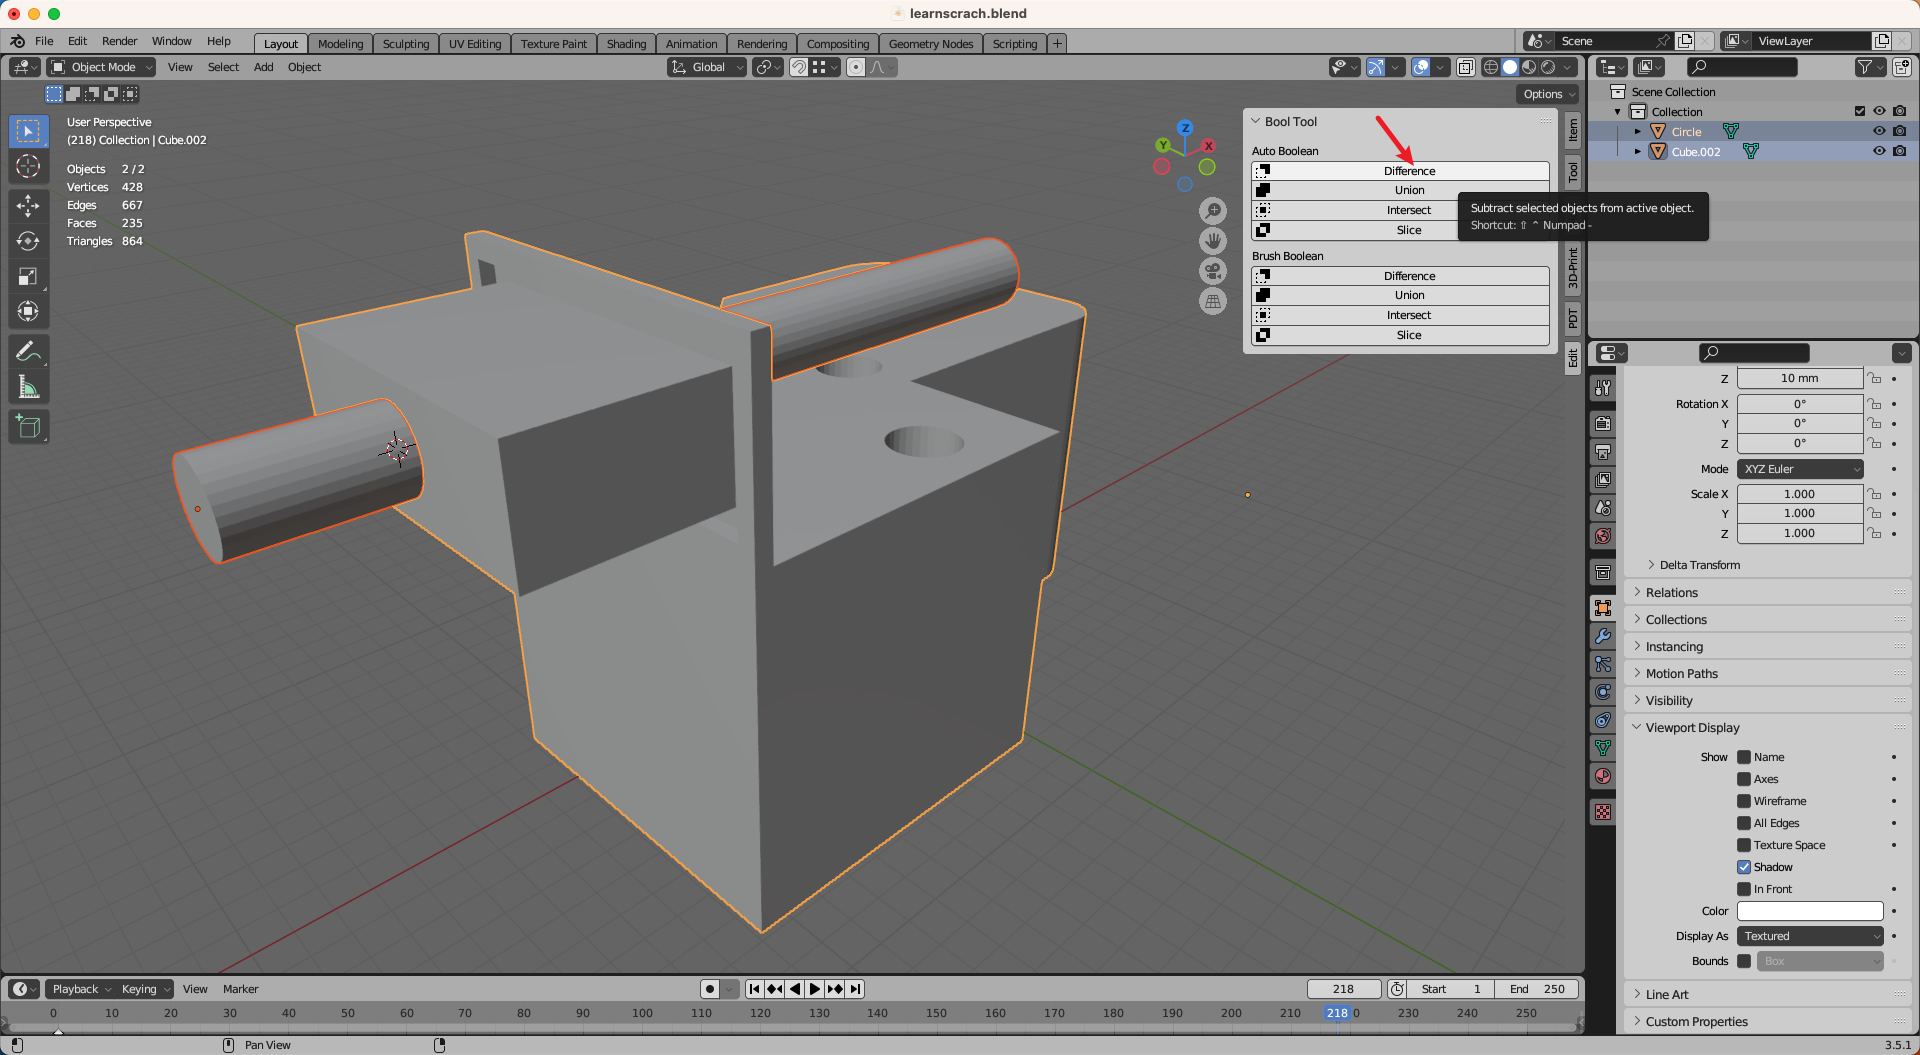 learnscrach.blend
File Edit Render Window Help Layout Modeling Sculpting UV Editing Texture Paint Shading Animation Rendering Compositing Geometry Nodes Scripting + Scene ViewLayer
Object Mode View Select Add Object Global
Options
User Perspective
(218) Collection | Cube.002
Objects 2 / 2
Vertices 428
Edges 667
Faces 235
Triangles 864
Z
Y
X
Bool Tool
Auto Boolean
Difference
Union
Intersect
Slice
Subtract selected objects from active object.
Shortcut: ⇧ ⌃ Numpad -
Brush Boolean
Difference
Union
Intersect
Slice
Item
Tool
3D-Print
PDT
Edit
Scene Collection
Collection
Circle
Cube.002
Z 10 mm
Rotation X 0°
Y 0°
Z 0°
Mode XYZ Euler
Scale X 1.000
Y 1.000
Z 1.000
Delta Transform
Relations
Collections
Instancing
Motion Paths
Visibility
Viewport Display
Show Name
Axes
Wireframe
All Edges
Texture Space
Shadow
In Front
Color
Display As Textured
Bounds Box
Line Art
Custom Properties
Playback Keying View Marker 218 Start 1 End 250
0 10 20 30 40 50 60 70 80 90 100 110 120 130 140 150 160 170 180 190 200 210 218 0 230 240 250
Pan View
3.5.1